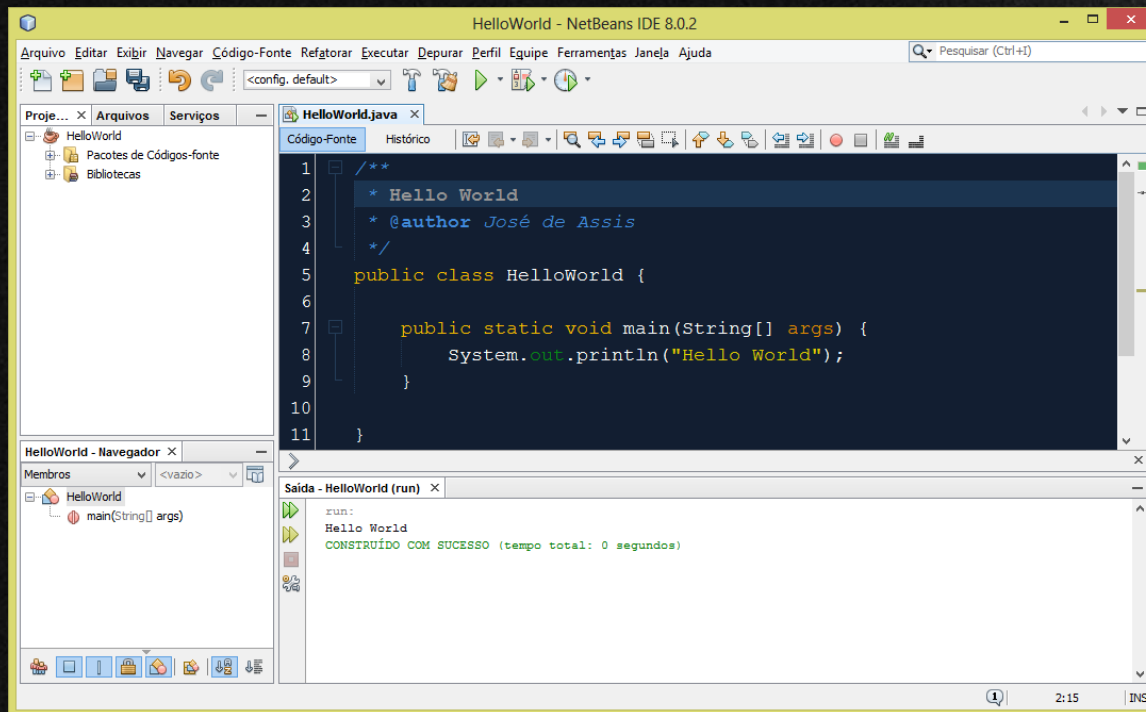 HelloWorld - NetBeans IDE 8.0.2
Arquivo Editar Exibir Navegar Código-Fonte Refatorar Executar Depurar Perfil Equipe Ferramentas Janela Ajuda
Pesquisar (Ctrl+I)
<config. default>
Proje... Arquivos Serviços
HelloWorld
Pacotes de Códigos-fonte
Bibliotecas
HelloWorld.java
Código-Fonte Histórico
1 /**
2 * Hello World
3 * @author José de Assis
4 */
5 public class HelloWorld {
6
7 public static void main(String[] args) {
8 System.out.println("Hello World");
9 }
10
11 }
HelloWorld - Navegador
Membros <vazio>
HelloWorld
main(String[] args)
Saída - HelloWorld (run)
run:
Hello World
CONSTRUÍDO COM SUCESSO (tempo total: 0 segundos)
1 2:15 INS